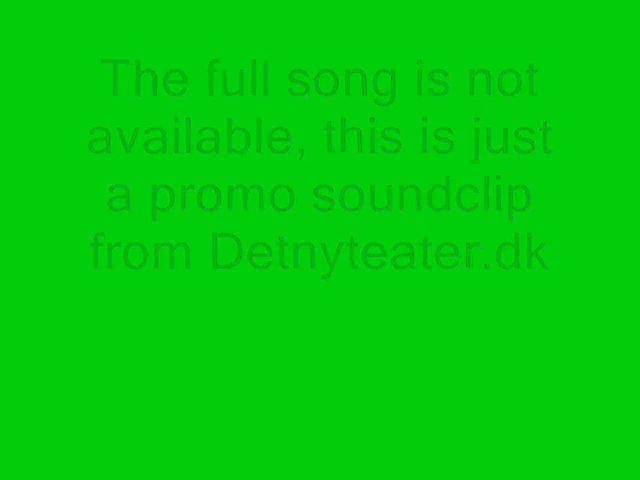 The full song is not
available, this is just
a promo soundclip
from Detnyteater.dk